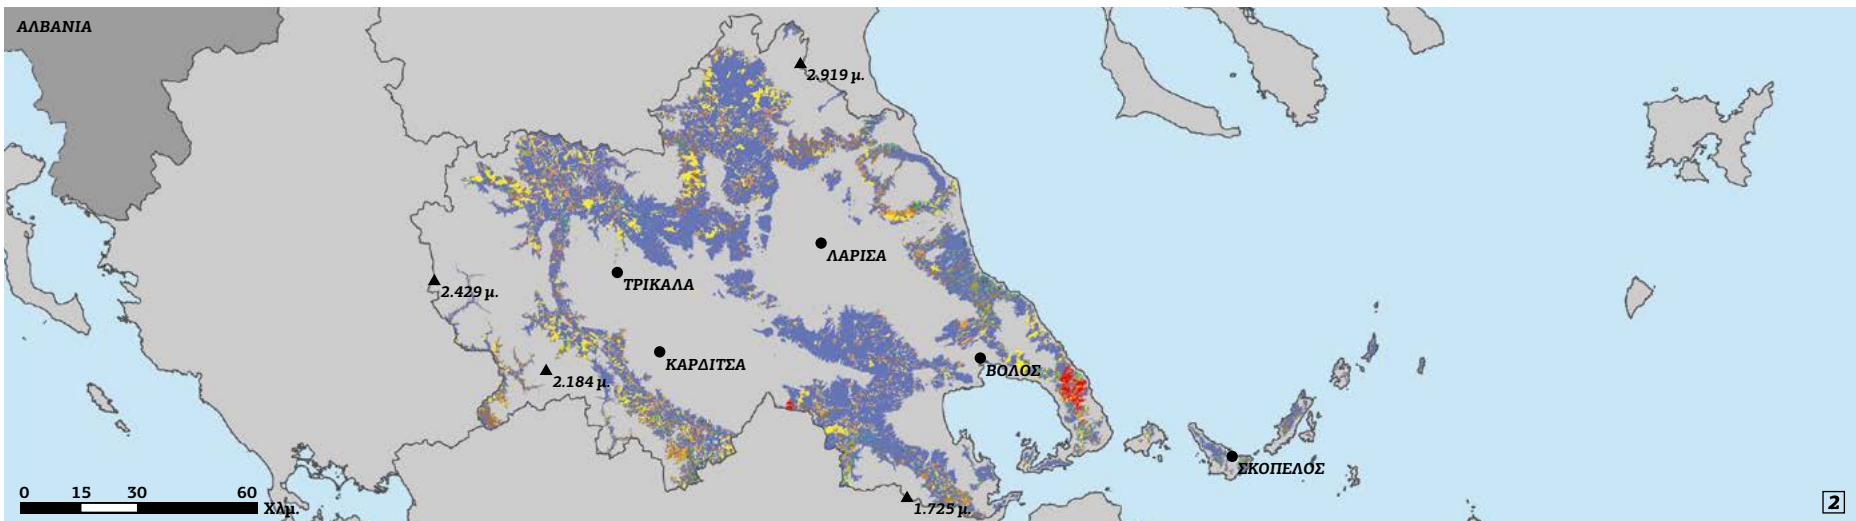 ΑΛΒΑΝΙΑ
2.919 μ.
ΛΑΡΙΣΑ
ΤΡΙΚΑΛΑ
2.429 μ.
ΚΑΡΔΙΤΣΑ
ΒΟΛΟΣ
2.184 μ.
ΣΚΟΠΕΛΟΣ
0 15 30 60
Χλμ.
1.725 μ.
2